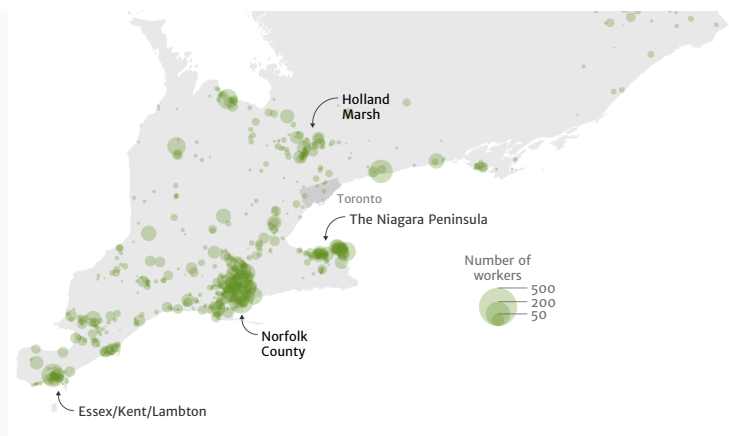 Holland
Marsh
Toronto
The Niagara Peninsula
Number of
workers
500
200
50
Norfolk
County
Essex/Kent/Lambton